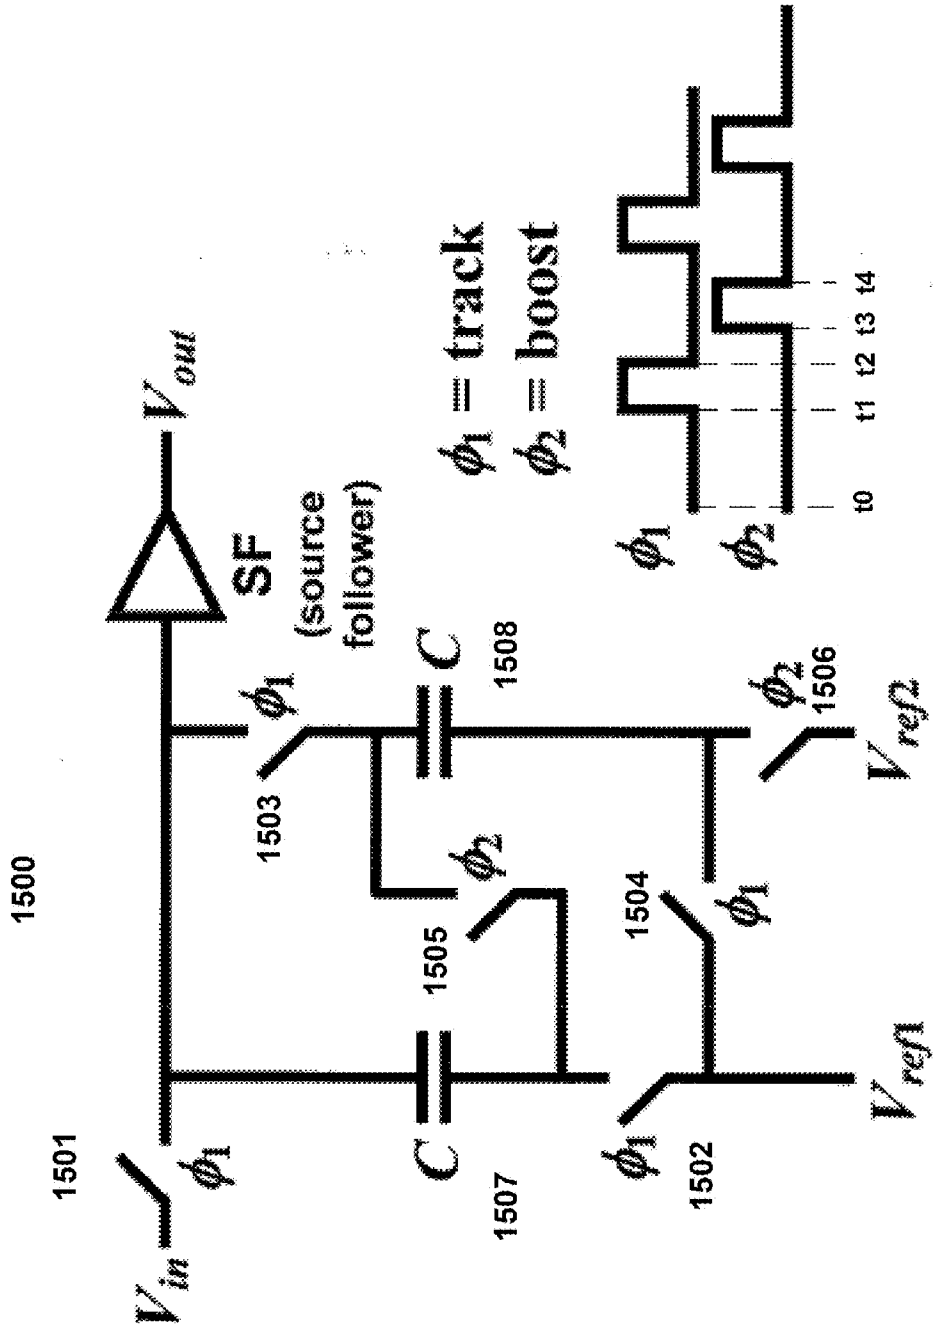 1500
1501
V_in
ϕ1
V_out
SF
(source
follower)
1503
ϕ1
C
1507
C
1508
1505
ϕ2
ϕ1
1502
1504
ϕ1
ϕ2
1506
V_ref1
V_ref2
ϕ1 ≡ track
ϕ2 ≡ boost
ϕ1
ϕ2
t0 t1 t2 t3 t4